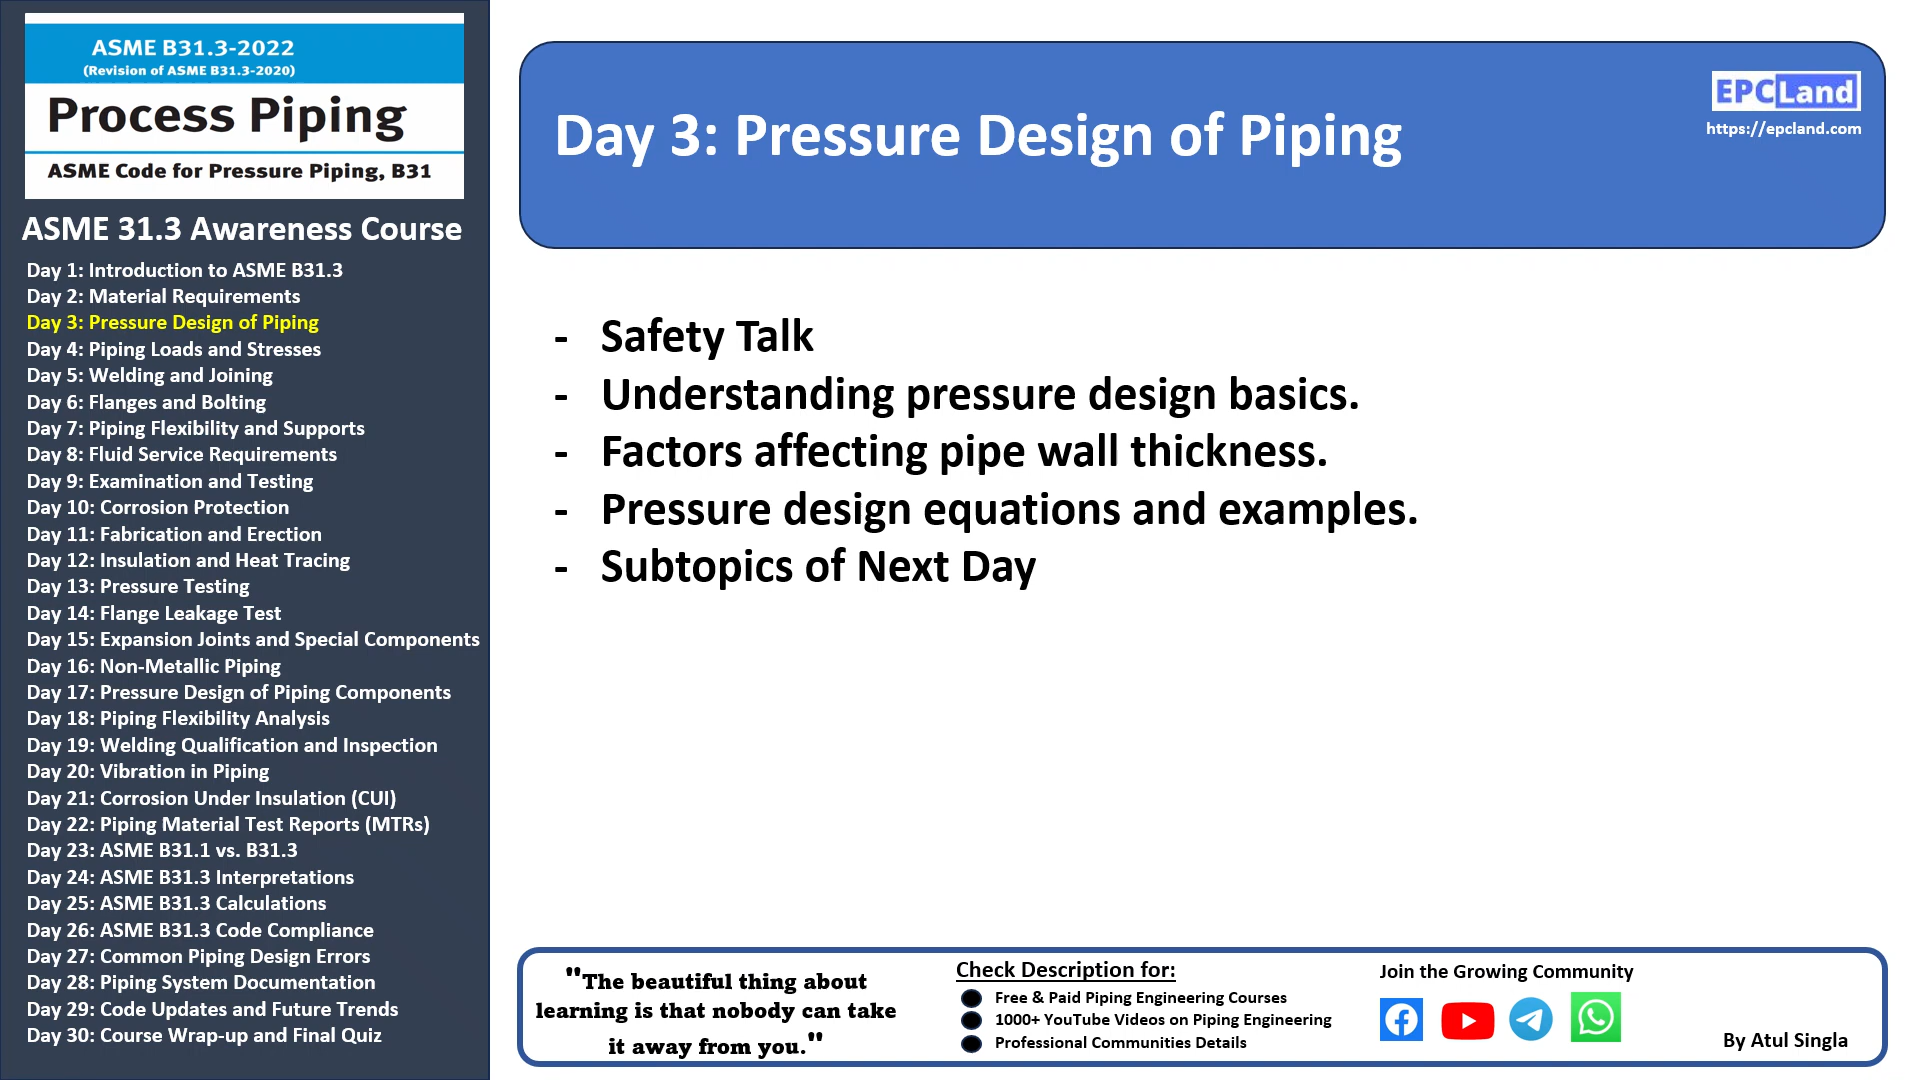 ASME B31.3-2022
(Revision of ASME B31.3-2020)
Process Piping
ASME Code for Pressure Piping, B31
ASME 31.3 Awareness Course
Day 1: Introduction to ASME B31.3
Day 2: Material Requirements
Day 3: Pressure Design of Piping
Day 4: Piping Loads and Stresses
Day 5: Welding and Joining
Day 6: Flanges and Bolting
Day 7: Piping Flexibility and Supports
Day 8: Fluid Service Requirements
Day 9: Examination and Testing
Day 10: Corrosion Protection
Day 11: Fabrication and Erection
Day 12: Insulation and Heat Tracing
Day 13: Pressure Testing
Day 14: Flange Leakage Test
Day 15: Expansion Joints and Special Components
Day 16: Non-Metallic Piping
Day 17: Pressure Design of Piping Components
Day 18: Piping Flexibility Analysis
Day 19: Welding Qualification and Inspection
Day 20: Vibration in Piping
Day 21: Corrosion Under Insulation (CUI)
Day 22: Piping Material Test Reports (MTRs)
Day 23: ASME B31.1 vs. B31.3
Day 24: ASME B31.3 Interpretations
Day 25: ASME B31.3 Calculations
Day 26: ASME B31.3 Code Compliance
Day 27: Common Piping Design Errors
Day 28: Piping System Documentation
Day 29: Code Updates and Future Trends
Day 30: Course Wrap-up and Final Quiz
Day 3: Pressure Design of Piping
EPCLand
https://epcland.com
- Safety Talk
- Understanding pressure design basics.
- Factors affecting pipe wall thickness.
- Pressure design equations and examples.
- Subtopics of Next Day
"The beautiful thing about
learning is that nobody can take
it away from you."
Check Description for:
Free & Paid Piping Engineering Courses
1000+ YouTube Videos on Piping Engineering
Professional Communities Details
Join the Growing Community
By Atul Singla